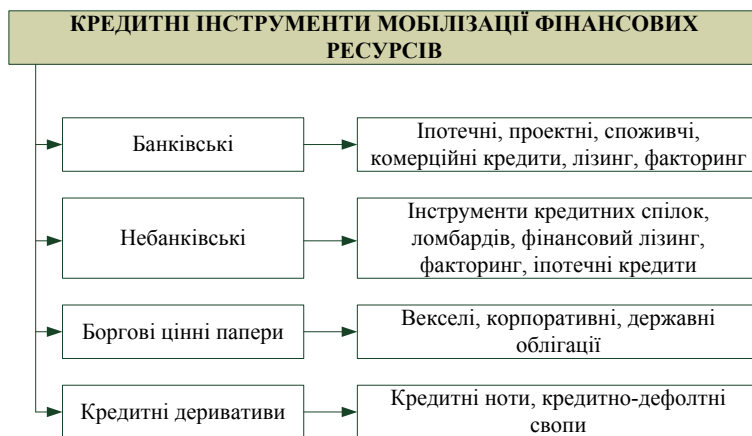 КРЕДИТНІ ІНСТРУМЕНТИ МОБІЛІЗАЦІЇ ФІНАНСОВИХ
РЕСУРСІВ
Банківські
Іпотечні, проектні, споживчі,
комерційні кредити, лізинг, факторинг
Небанківські
Інструменти кредитних спілок,
ломбардів, фінансовий лізинг,
факторинг, іпотечні кредити
Боргові цінні папери
Векселі, корпоративні, державні
облігації
Кредитні деривативи
Кредитні ноти, кредитно-дефолтні
свопи